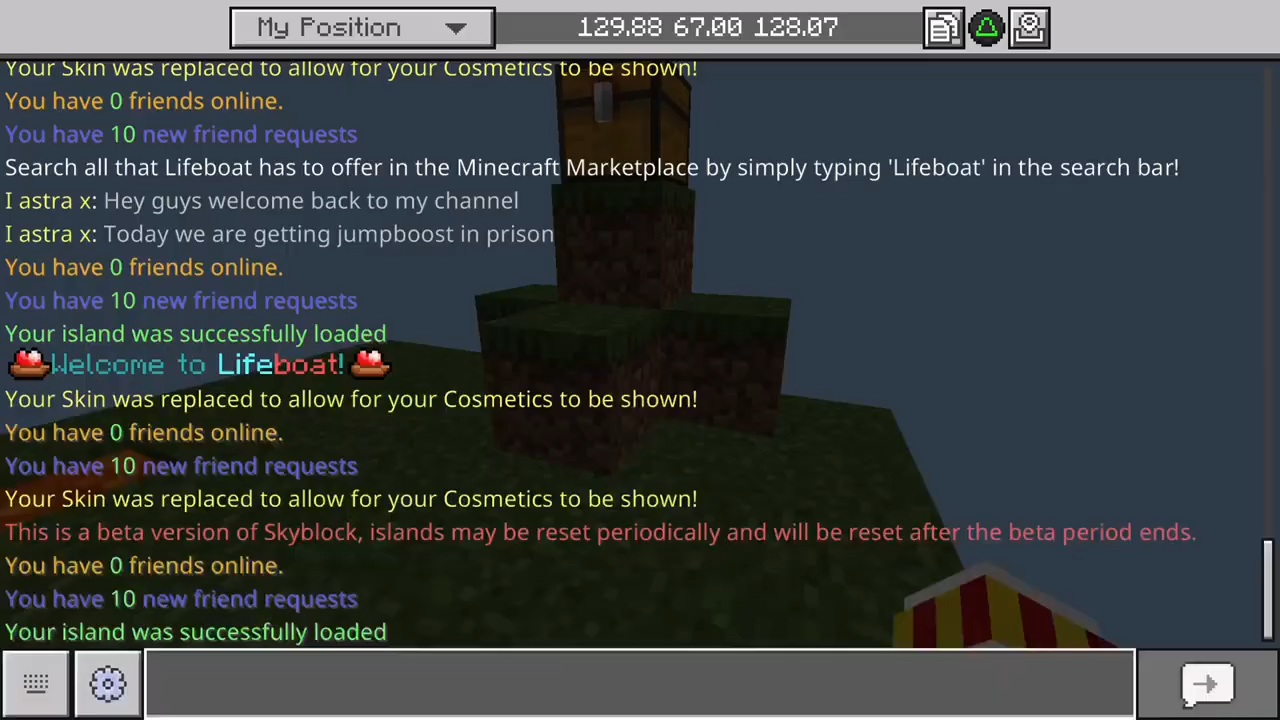 My Position
129.88 67.00 128.07
Your Skin was replaced to allow for your Cosmetics to be shown!
You have 0 friends online.
You have 10 new friend requests
Search all that Lifeboat has to offer in the Minecraft Marketplace by simply typing 'Lifeboat' in the search bar!
I astra x: Hey guys welcome back to my channel
I astra x: Today we are getting jumpboost in prison
You have 0 friends online.
You have 10 new friend requests
Your island was successfully loaded
Welcome to Lifeboat!
Your Skin was replaced to allow for your Cosmetics to be shown!
You have 0 friends online.
You have 10 new friend requests
Your Skin was replaced to allow for your Cosmetics to be shown!
This is a beta version of Skyblock, islands may be reset periodically and will be reset after the beta period ends.
You have 0 friends online.
You have 10 new friend requests
Your island was successfully loaded